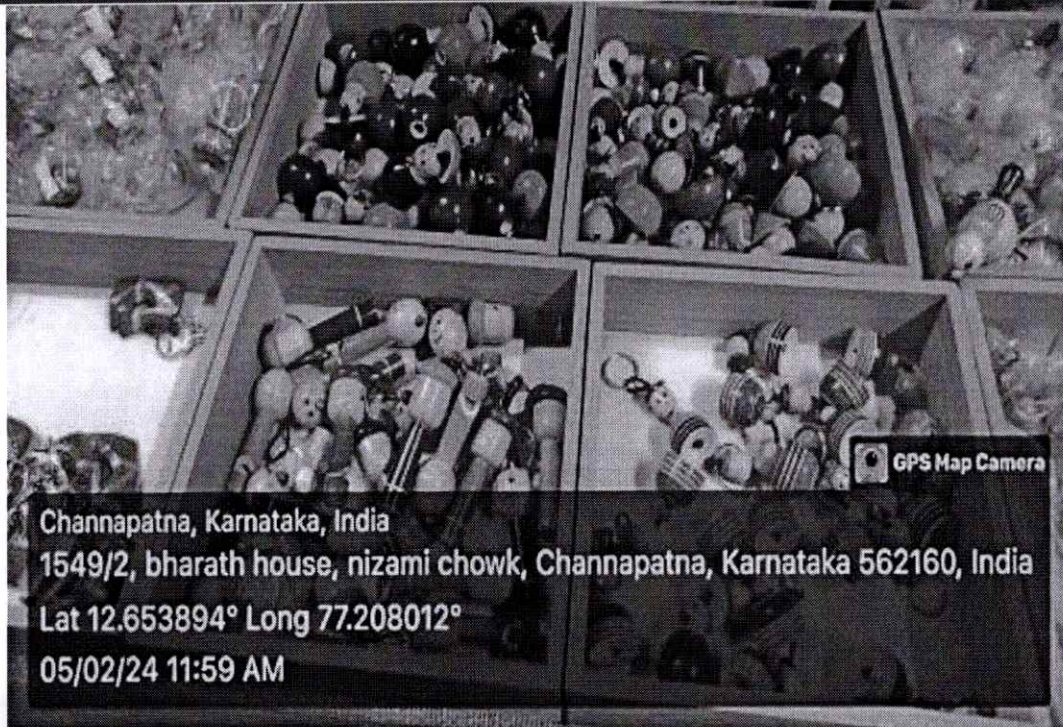 GPS Map Camera
Channapatna, Karnataka, India
1549/2, bharath house, nizami chowk, Channapatna, Karnataka 562160, India
Lat 12.653894° Long 77.208012°
05/02/24 11:59 AM